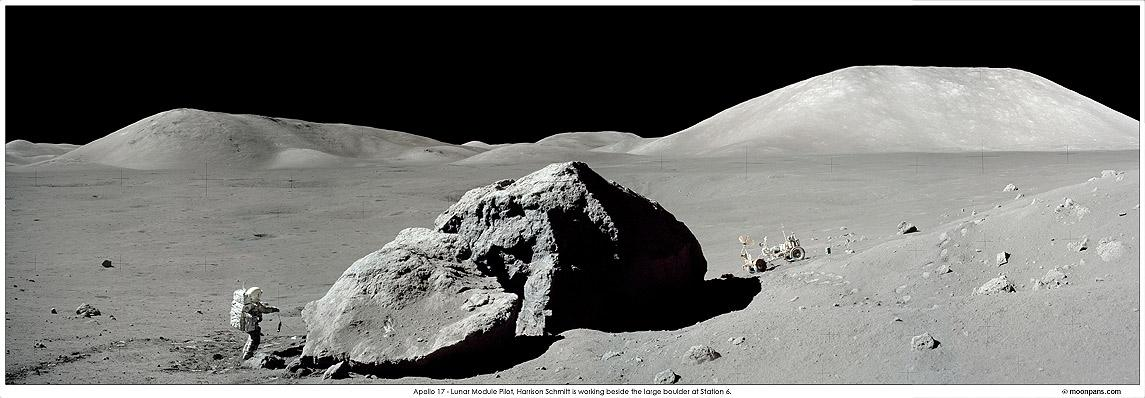 Apollo 17 - Lunar Module Pilot, Harrison Schmitt is working beside the large boulder at Station 6.
© moonpans.com